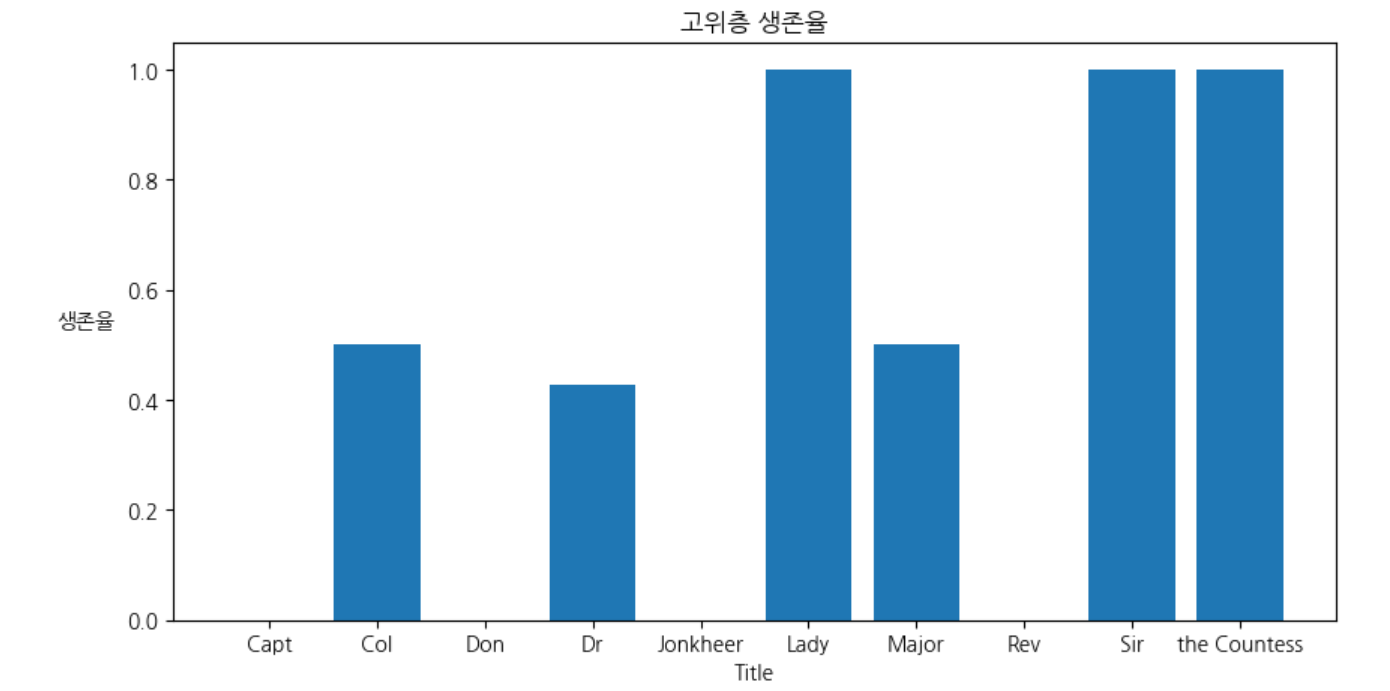 고위층 생존율
1.0
0.8
0.6
생존율
0.4
0.2
0.0
Capt Col Don Dr Jonkheer Lady Major Rev Sir the Countess
Title